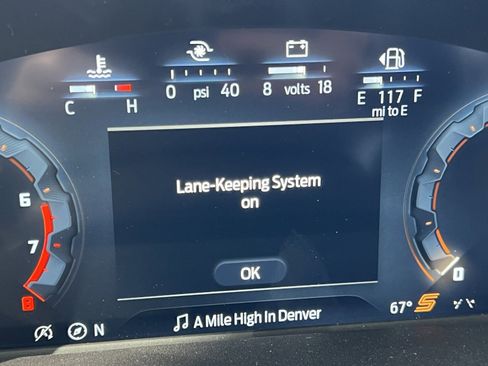 C H
0 psi 40
8 volts 18
E 117 F
mi to E
Lane-Keeping System
on
OK
6
7
8
0
N
A Mile High In Denver
67° S